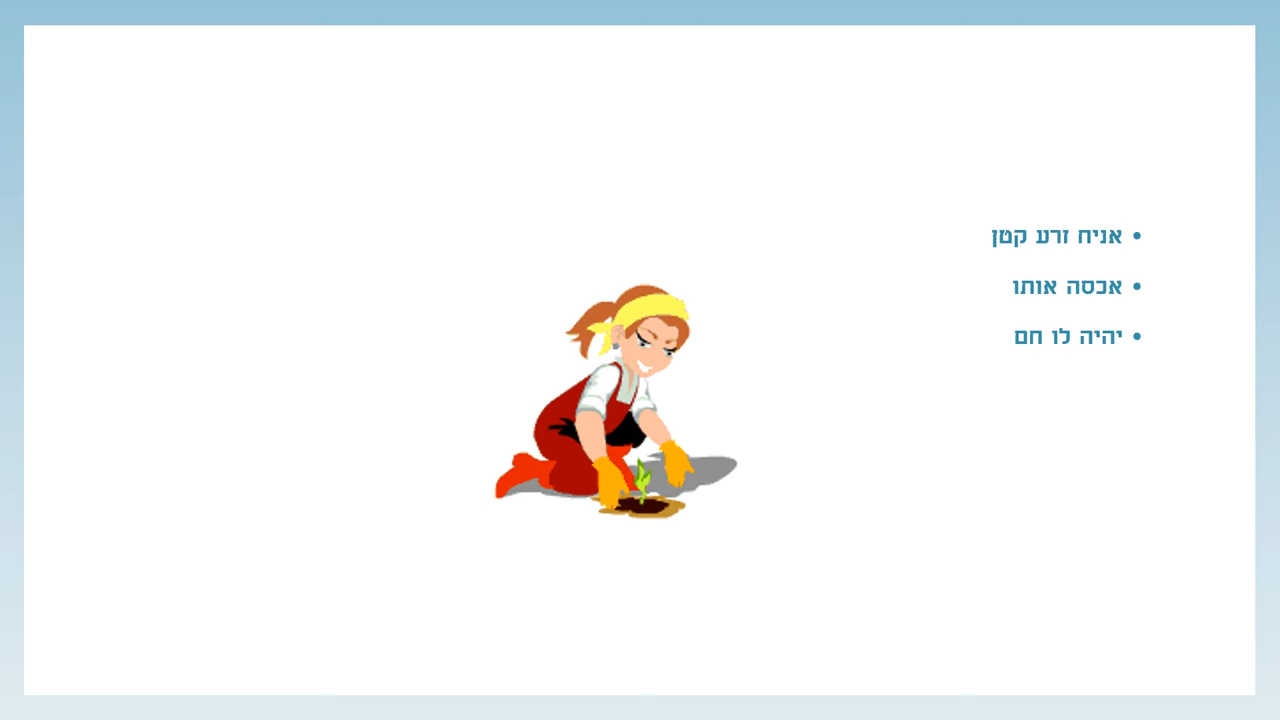 • אניח זרע קטן
• אכסה אותו
• יהיה לו חם